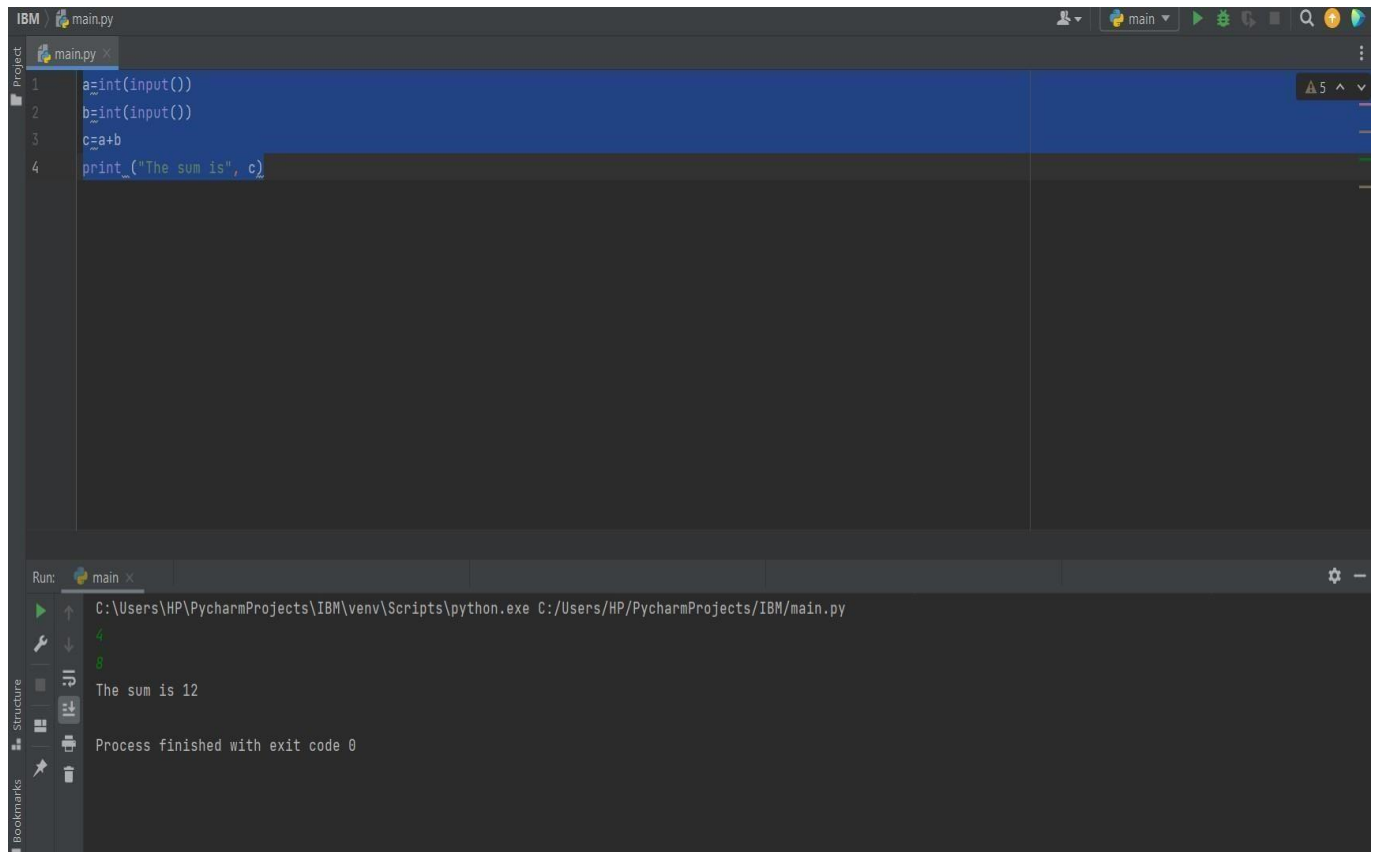 IBM main.py
main
main.py
Project
1 a=int(input())
2 b=int(input())
3 c=a+b
4 print ("The sum is", c)
5
Run: main
C:\Users\HP\PycharmProjects\IBM\venv\Scripts\python.exe C:/Users/HP/PycharmProjects/IBM/main.py
4
8
The sum is 12
Process finished with exit code 0
Structure
Bookmarks